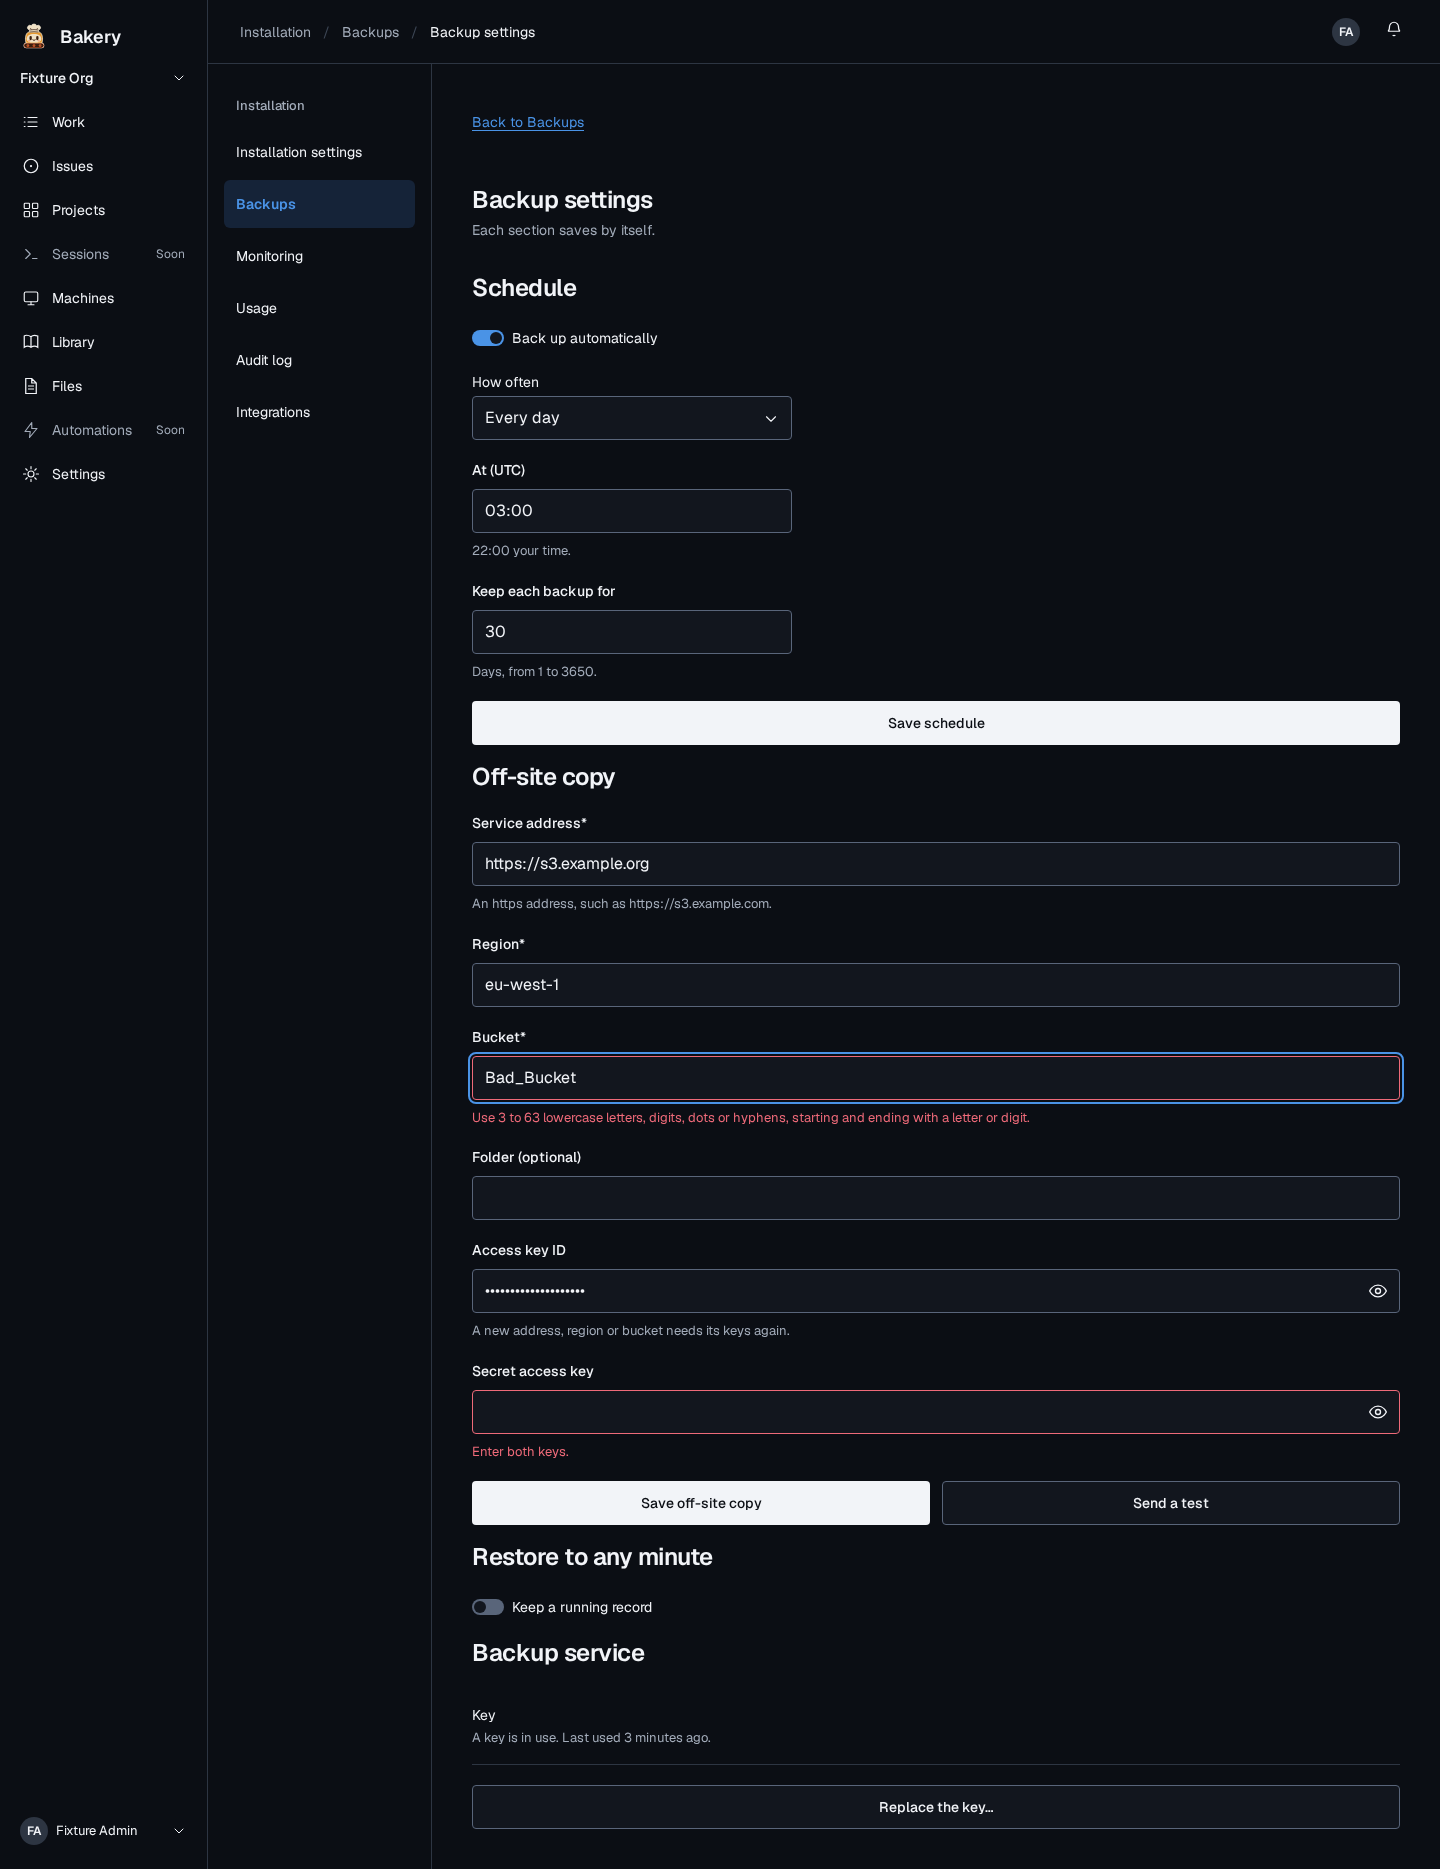 Bakery
Fixture Org
Work
Issues
Projects
Sessions Soon
Machines
Library
Files
Automations Soon
Settings
FA Fixture Admin
Installation / Backups / Backup settings
FA
Installation
Installation settings
Backups
Monitoring
Usage
Audit log
Integrations
Back to Backups
Backup settings
Each section saves by itself.
Schedule
Back up automatically
How often
Every day
At (UTC)
03:00
22:00 your time.
Keep each backup for
30
Days, from 1 to 3650.
Save schedule
Off-site copy
Service address*
https://s3.example.org
An https address, such as https://s3.example.com.
Region*
eu-west-1
Bucket*
Bad_Bucket
Use 3 to 63 lowercase letters, digits, dots or hyphens, starting and ending with a letter or digit.
Folder (optional)
Access key ID
••••••••••••••••••••
A new address, region or bucket needs its keys again.
Secret access key
Enter both keys.
Save off-site copy
Send a test
Restore to any minute
Keep a running record
Backup service
Key
A key is in use. Last used 3 minutes ago.
Replace the key...